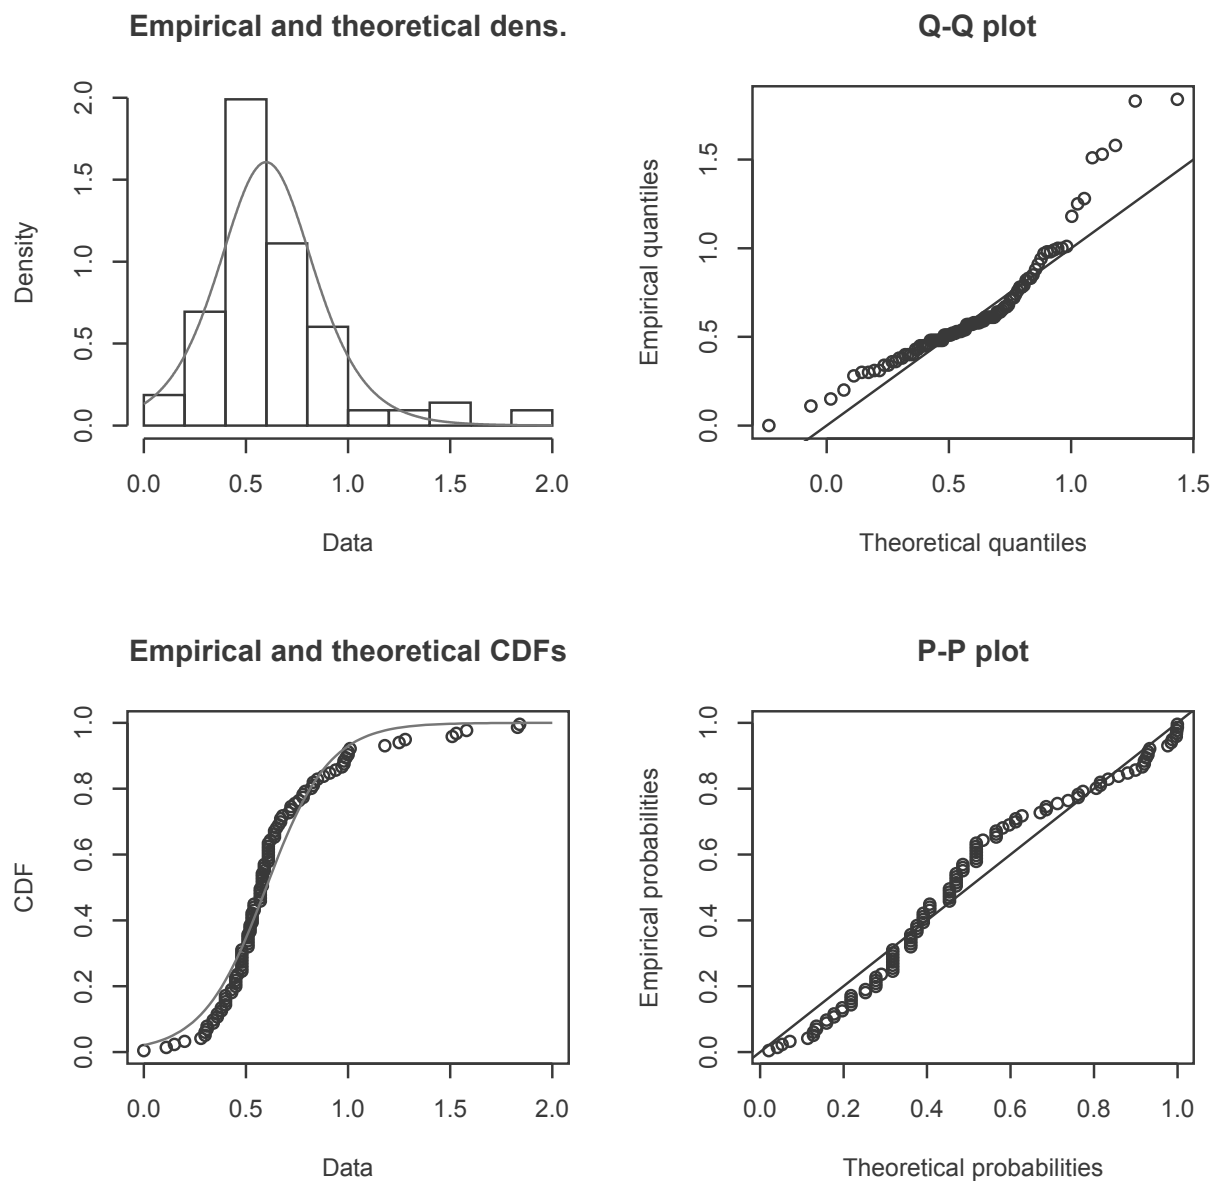 Empirical and theoretical dens.
Density
0.0 0.5 1.0 1.5 2.0
0.0 0.5 1.0 1.5 2.0
Data
Q-Q plot
Empirical quantiles
0.0 0.5 1.0 1.5
0.0 0.5 1.0 1.5
Theoretical quantiles
Empirical and theoretical CDFs
CDF
0.0 0.2 0.4 0.6 0.8 1.0
0.0 0.5 1.0 1.5 2.0
Data
P-P plot
Empirical probabilities
0.0 0.2 0.4 0.6 0.8 1.0
0.0 0.2 0.4 0.6 0.8 1.0
Theoretical probabilities